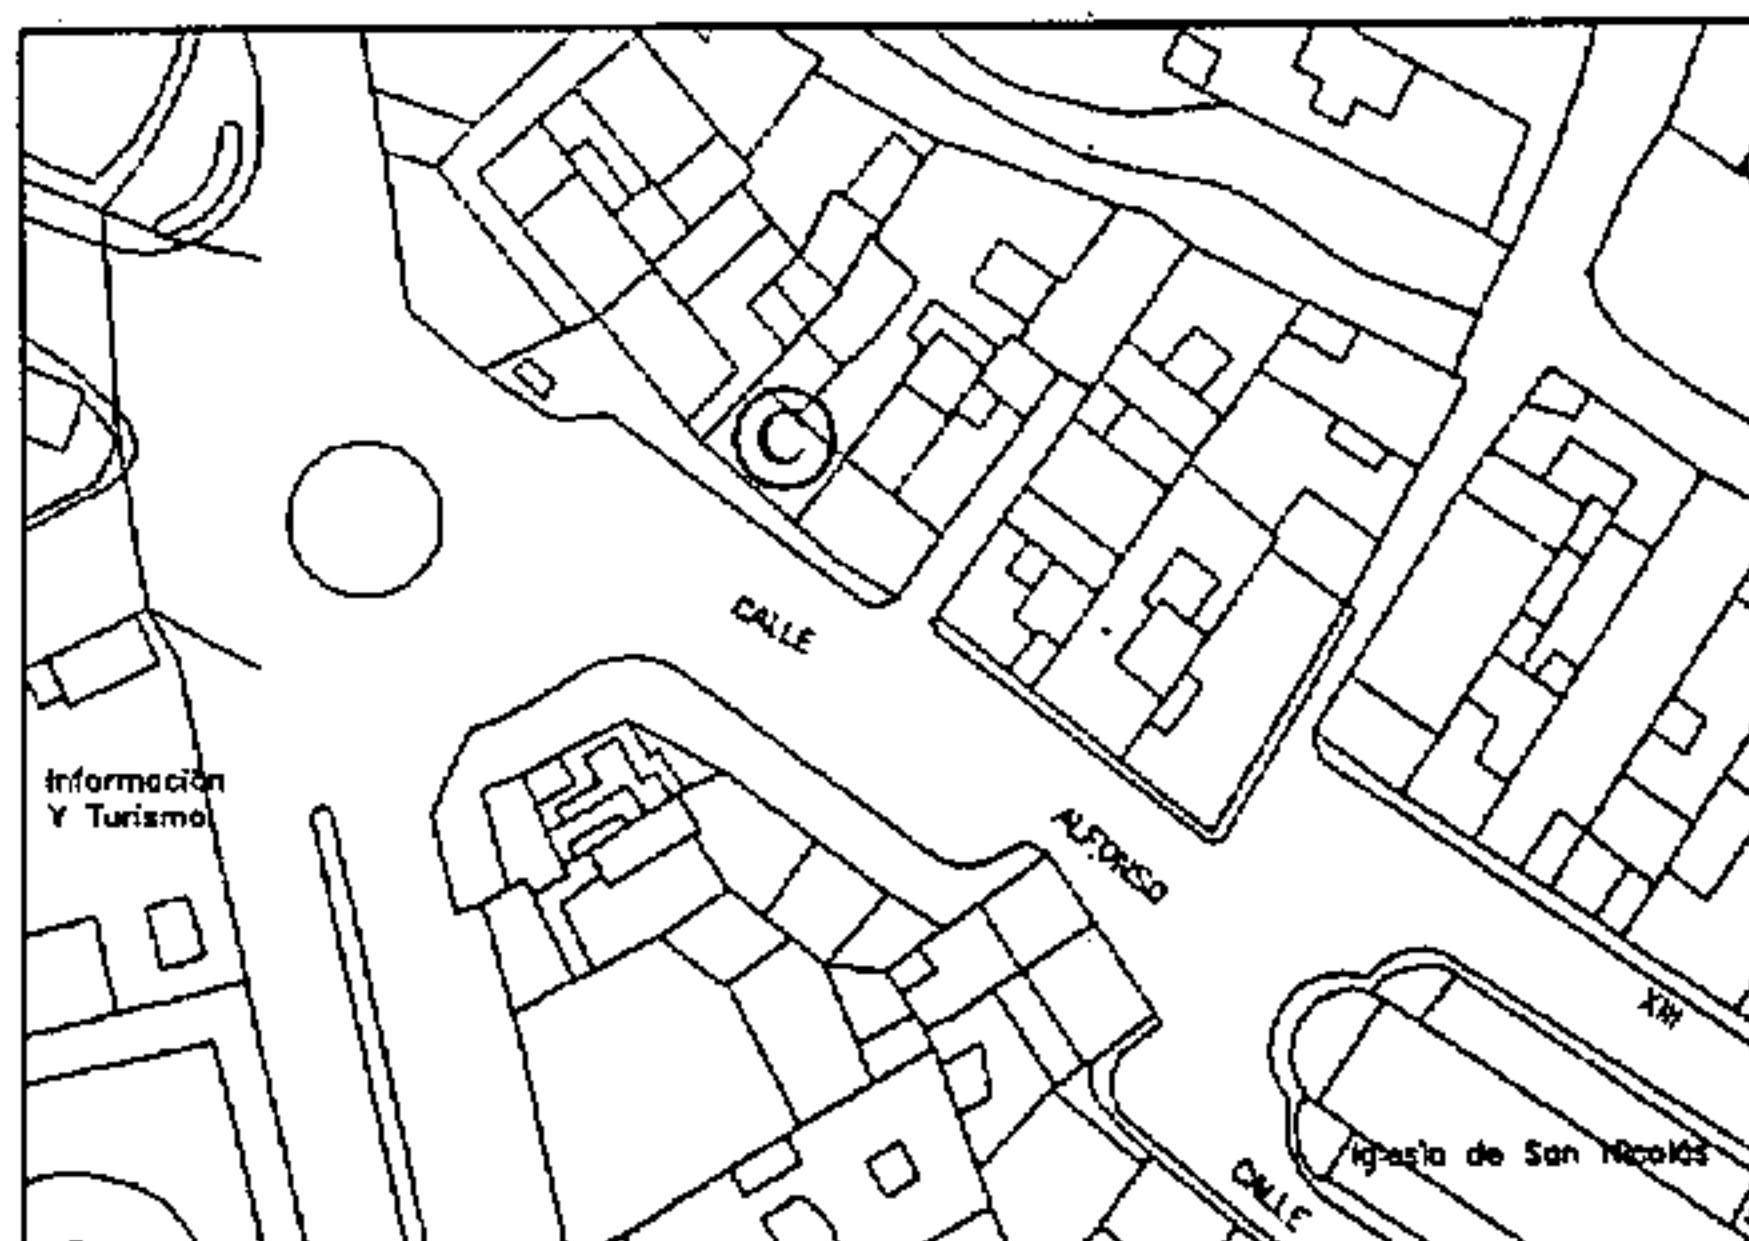 C
CALLE
Información
Y Turismo
ALFONSO
XIII
Iglesia de San Nicolás
CALLE